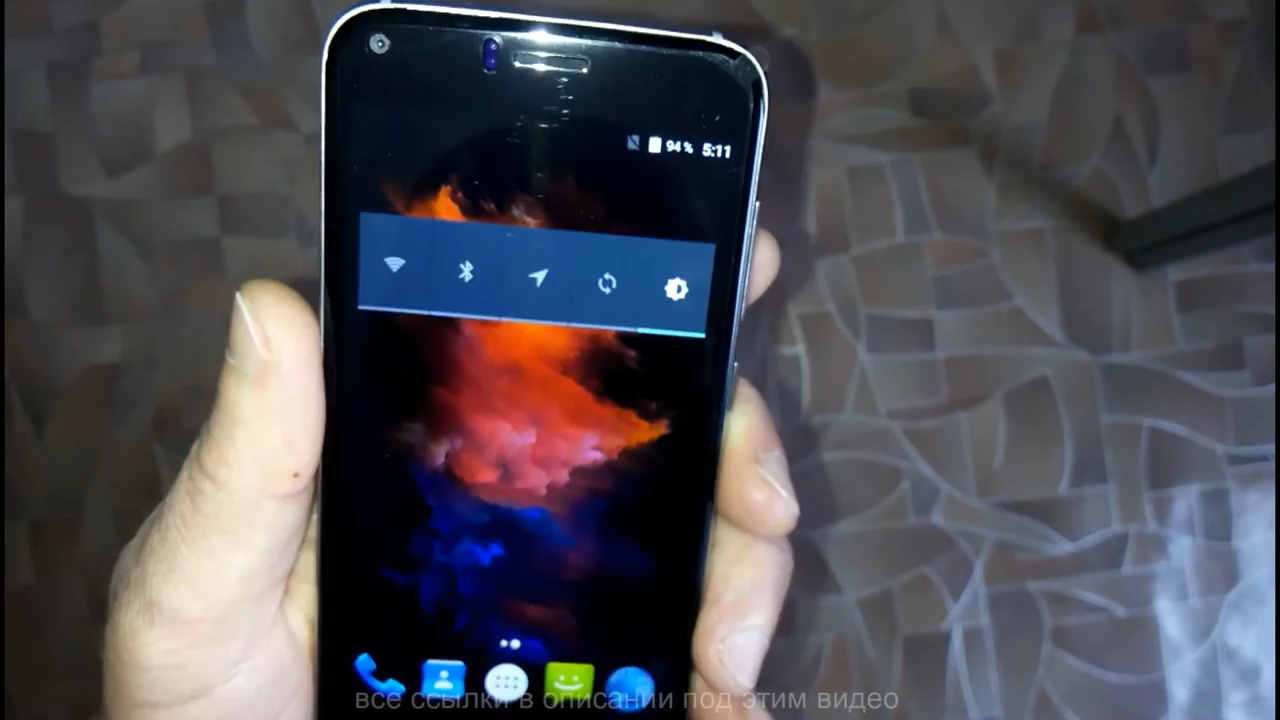 94 % 5:11
все ссылки в описании под этим видео